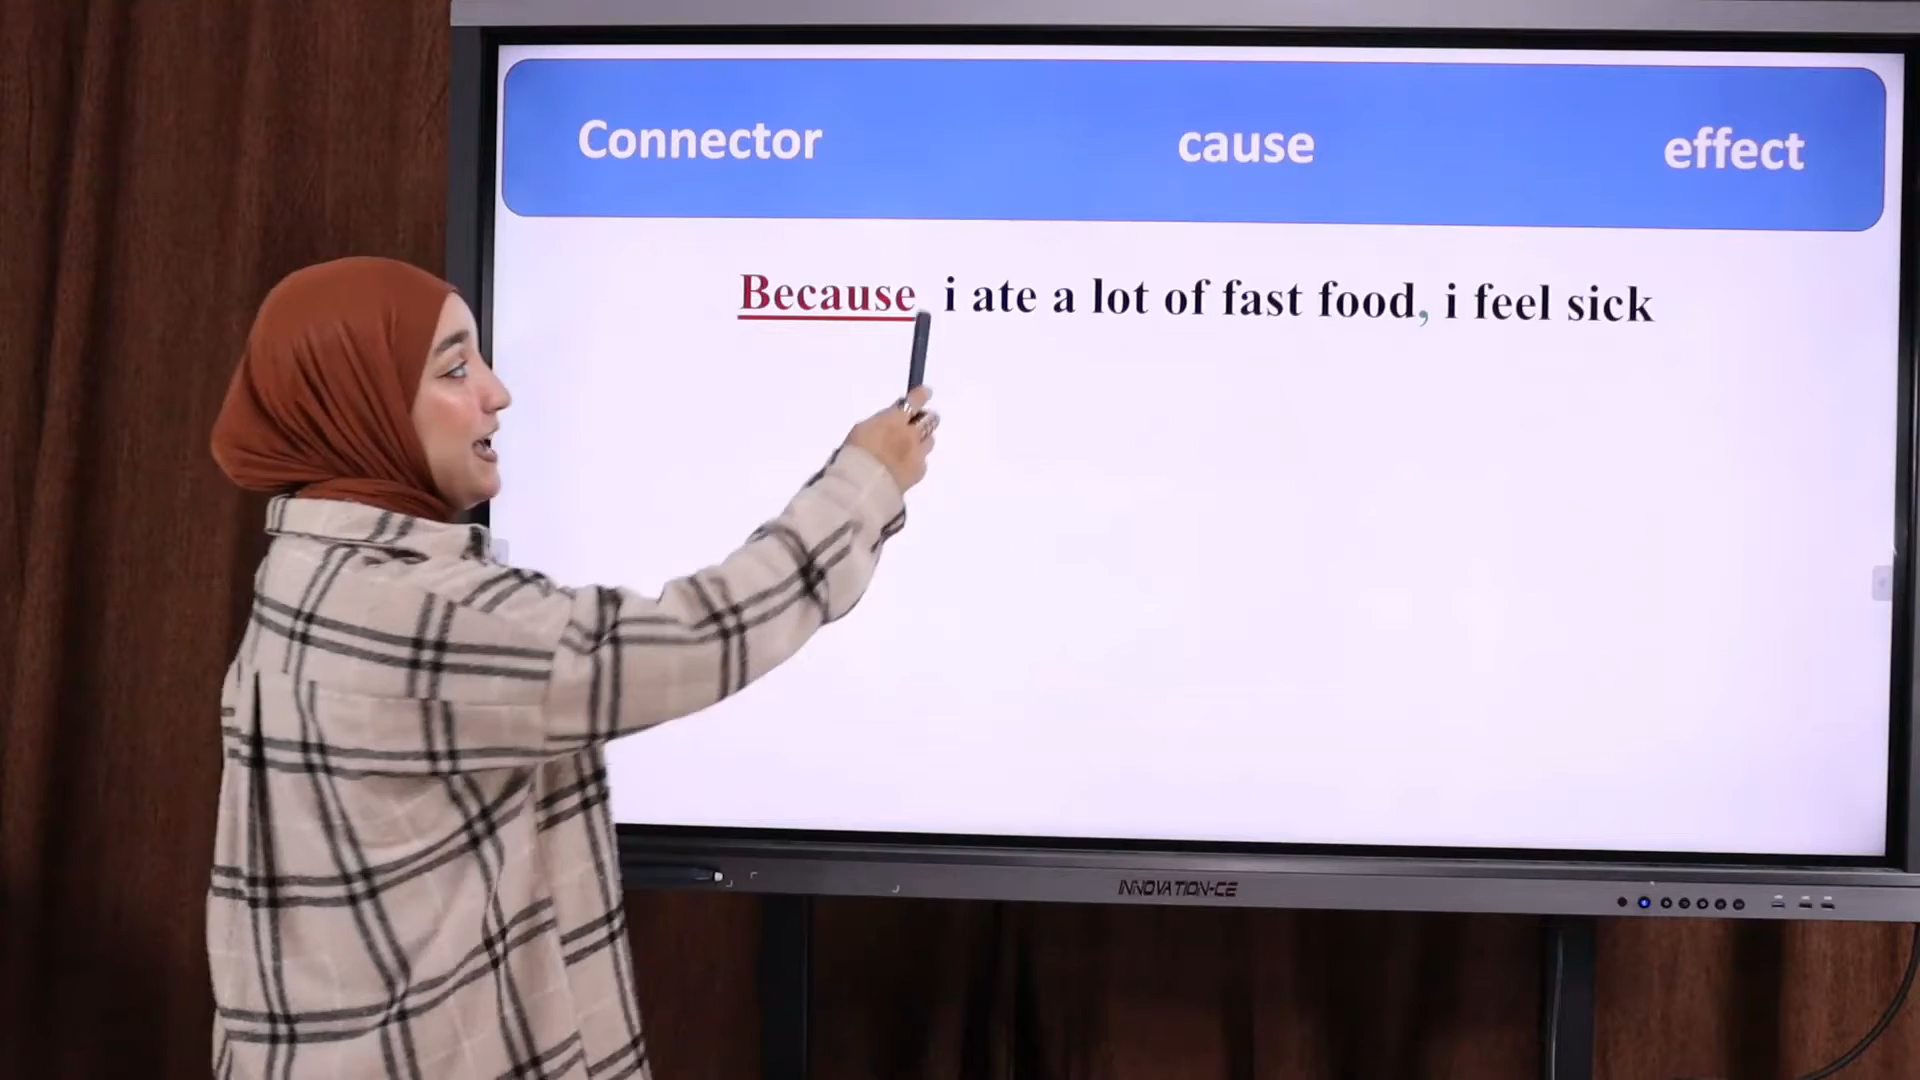 Connector cause effect
Because i ate a lot of fast food, i feel sick
INNOVATION-CE